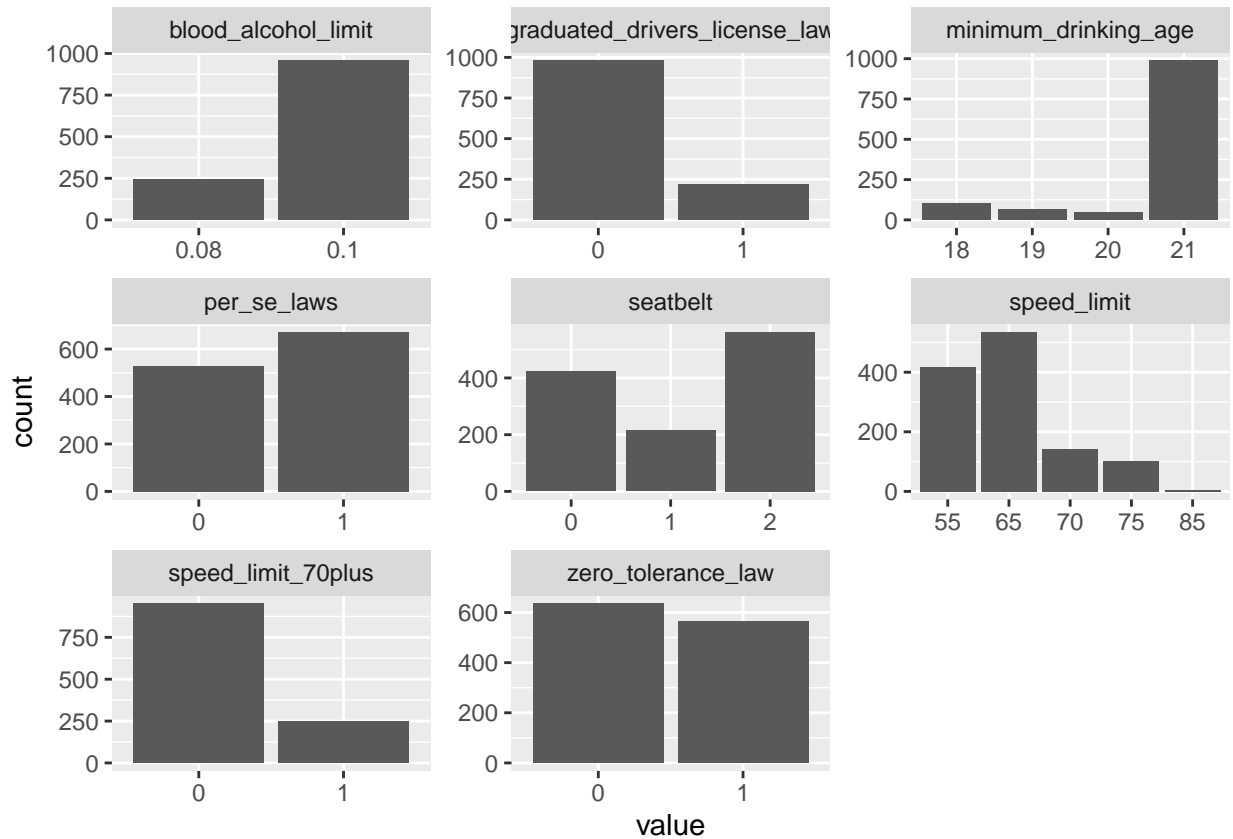 blood_alcohol_limit
graduated_drivers_license_law
minimum_drinking_age
1000
750
500
250
0
0.08 0.1
1000
750
500
250
0
0 1
1000
750
500
250
0
18 19 20 21
per_se_laws
seatbelt
speed_limit
600
400
200
0
0 1
400
200
0
0 1 2
400
200
0
55 65 70 75 85
speed_limit_70plus
zero_tolerance_law
750
500
250
0
0 1
600
400
200
0
0 1
count
value